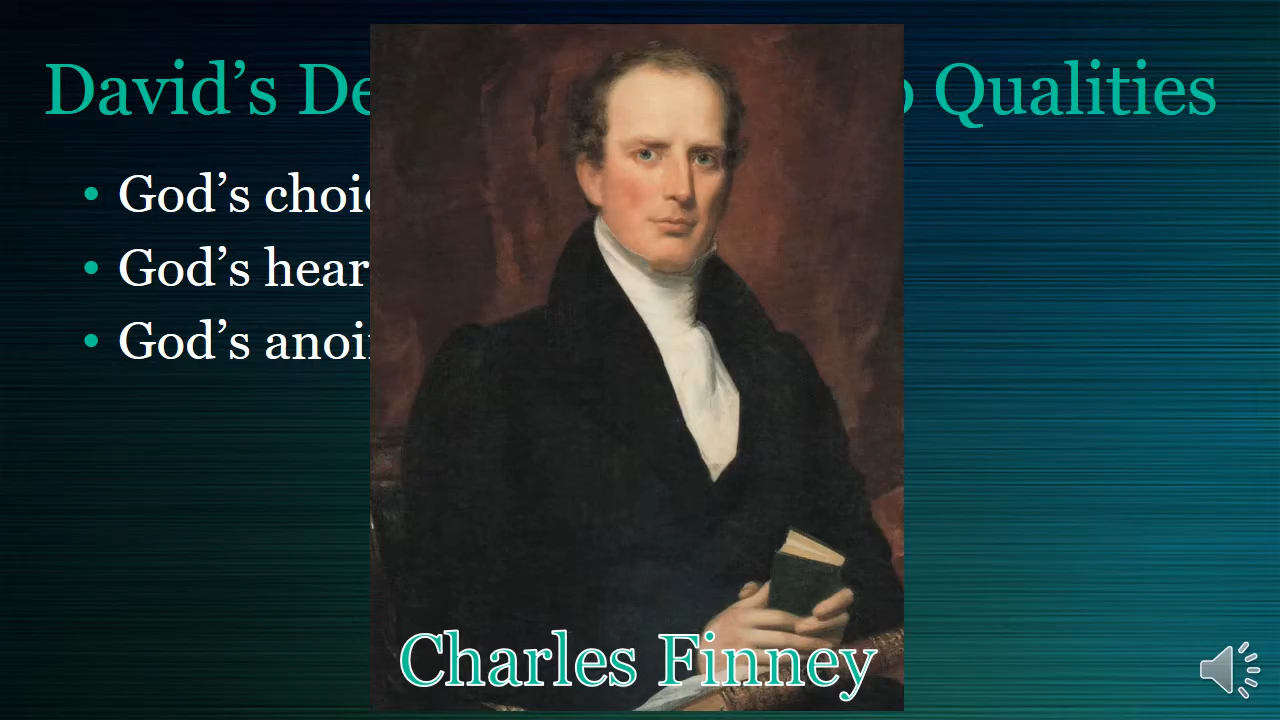 David’s De Qualities
• God’s choi
• God’s hear
• God’s anoi
Charles Finney